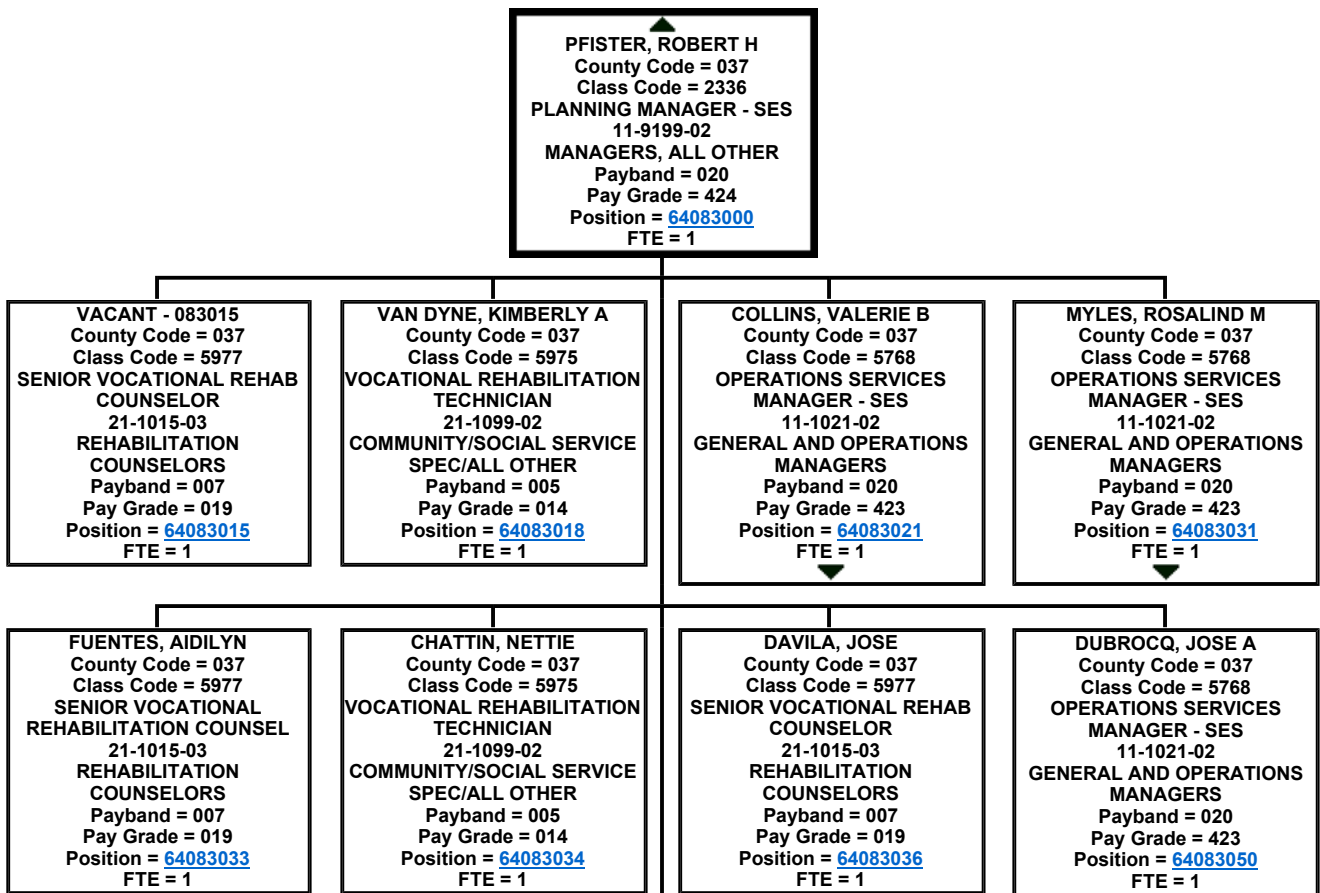 PFISTER, ROBERT H
County Code = 037
Class Code = 2336
PLANNING MANAGER - SES
11-9199-02
MANAGERS, ALL OTHER
Payband = 020
Pay Grade = 424
Position = 64083000
FTE = 1
VACANT - 083015
County Code = 037
Class Code = 5977
SENIOR VOCATIONAL REHAB
COUNSELOR
21-1015-03
REHABILITATION
COUNSELORS
Payband = 007
Pay Grade = 019
Position = 64083015
FTE = 1
VAN DYNE, KIMBERLY A
County Code = 037
Class Code = 5975
VOCATIONAL REHABILITATION
TECHNICIAN
21-1099-02
COMMUNITY/SOCIAL SERVICE
SPEC/ALL OTHER
Payband = 005
Pay Grade = 014
Position = 64083018
FTE = 1
COLLINS, VALERIE B
County Code = 037
Class Code = 5768
OPERATIONS SERVICES
MANAGER - SES
11-1021-02
GENERAL AND OPERATIONS
MANAGERS
Payband = 020
Pay Grade = 423
Position = 64083021
FTE = 1
MYLES, ROSALIND M
County Code = 037
Class Code = 5768
OPERATIONS SERVICES
MANAGER - SES
11-1021-02
GENERAL AND OPERATIONS
MANAGERS
Payband = 020
Pay Grade = 423
Position = 64083031
FTE = 1
FUENTES, AIDILYN
County Code = 037
Class Code = 5977
SENIOR VOCATIONAL
REHABILITATION COUNSEL
21-1015-03
REHABILITATION
COUNSELORS
Payband = 007
Pay Grade = 019
Position = 64083033
FTE = 1
CHATTIN, NETTIE
County Code = 037
Class Code = 5975
VOCATIONAL REHABILITATION
TECHNICIAN
21-1099-02
COMMUNITY/SOCIAL SERVICE
SPEC/ALL OTHER
Payband = 005
Pay Grade = 014
Position = 64083034
FTE = 1
DAVILA, JOSE
County Code = 037
Class Code = 5977
SENIOR VOCATIONAL REHAB
COUNSELOR
21-1015-03
REHABILITATION
COUNSELORS
Payband = 007
Pay Grade = 019
Position = 64083036
FTE = 1
DUBROCQ, JOSE A
County Code = 037
Class Code = 5768
OPERATIONS SERVICES
MANAGER - SES
11-1021-02
GENERAL AND OPERATIONS
MANAGERS
Payband = 020
Pay Grade = 423
Position = 64083050
FTE = 1